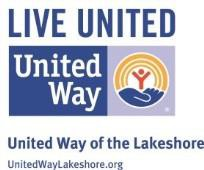 LIVE UNITED
United
Way
United Way of the Lakeshore
UnitedWayLakeshore.org